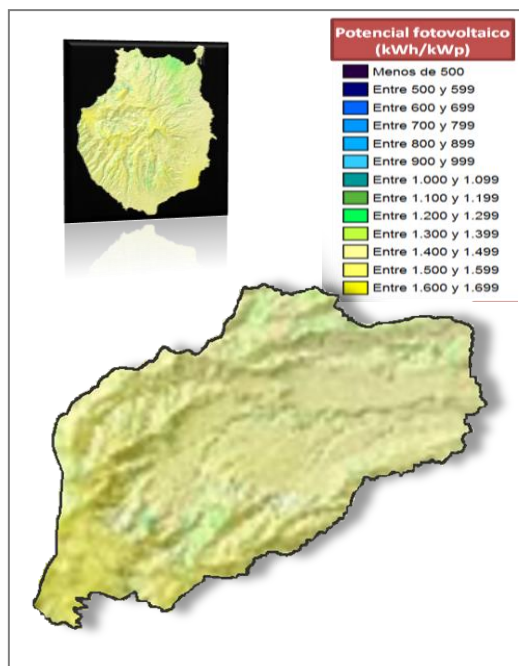 Potencial fotovoltaico
(kWh/kWp)
Menos de 500
Entre 500 y 599
Entre 600 y 699
Entre 700 y 799
Entre 800 y 899
Entre 900 y 999
Entre 1.000 y 1.099
Entre 1.100 y 1.199
Entre 1.200 y 1.299
Entre 1.300 y 1.399
Entre 1.400 y 1.499
Entre 1.500 y 1.599
Entre 1.600 y 1.699